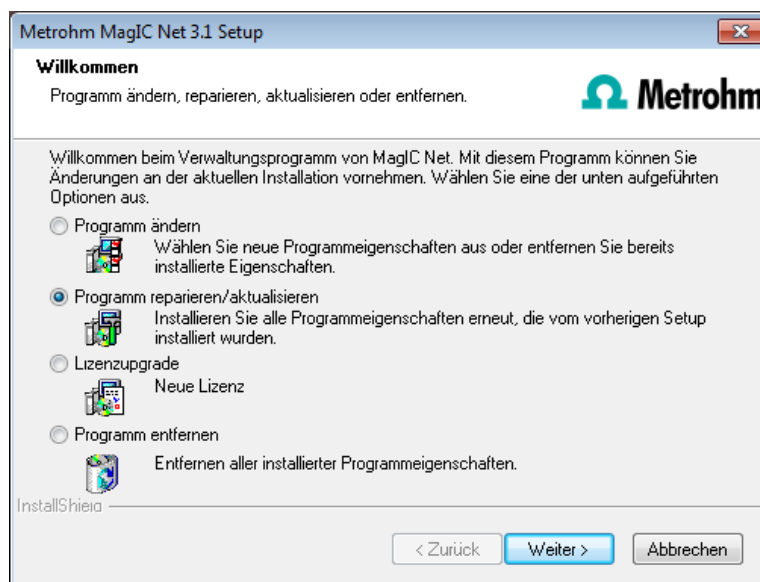 Metrohm MagIC Net 3.1 Setup
Willkommen
Programm ändern, reparieren, aktualisieren oder entfernen.
Metrohm
Willkommen beim Verwaltungsprogramm von MagIC Net. Mit diesem Programm können Sie
Änderungen an der aktuellen Installation vornehmen. Wählen Sie eine der unten aufgeführten
Optionen aus.
Programm ändern
Wählen Sie neue Programmeigenschaften aus oder entfernen Sie bereits
installierte Eigenschaften.
Programm reparieren/aktualisieren
Installieren Sie alle Programmeigenschaften erneut, die vom vorherigen Setup
installiert wurden.
Lizenzupgrade
Neue Lizenz
Programm entfernen
Entfernen aller installierter Programmeigenschaften.
InstallShield
< Zurück
Weiter >
Abbrechen